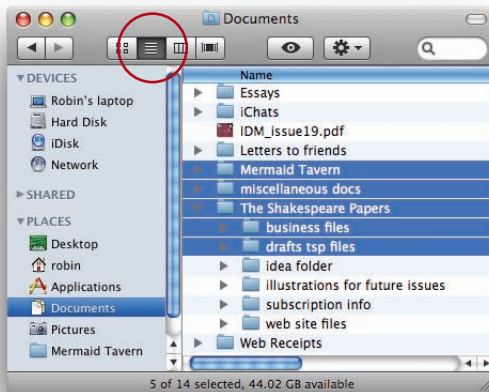 Documents
Name
DEVICES
Robin's laptop
Hard Disk
iDisk
Network
SHARED
PLACES
Desktop
robin
Applications
Documents
Pictures
Mermaid Tavern
Essays
iChats
IDM_issue19.pdf
Letters to friends
Mermaid Tavern
miscellaneous docs
The Shakespeare Papers
business files
drafts tsp files
idea folder
illustrations for future issues
subscription info
web site files
Web Receipts
5 of 14 selected, 44.02 GB available